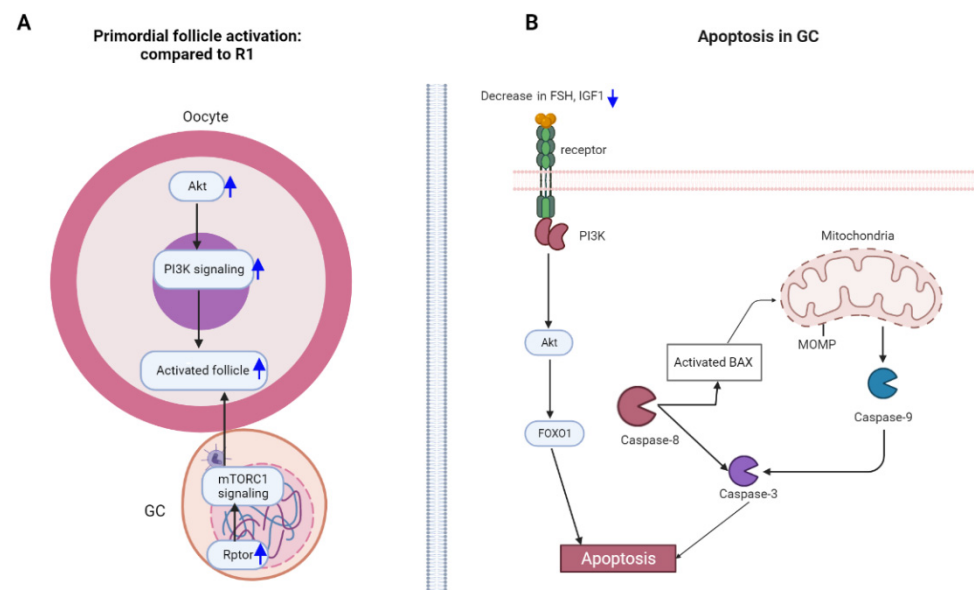 A
Primordial follicle activation:
compared to R1
Oocyte
Akt
PI3K signaling
Activated follicle
mTORC1
signaling
GC
Rptor
B
Apoptosis in GC
Decrease in FSH, IGF1
receptor
PI3K
Mitochondria
Akt
MOMP
Activated BAX
FOXO1
Caspase-8
Caspase-9
Caspase-3
Apoptosis